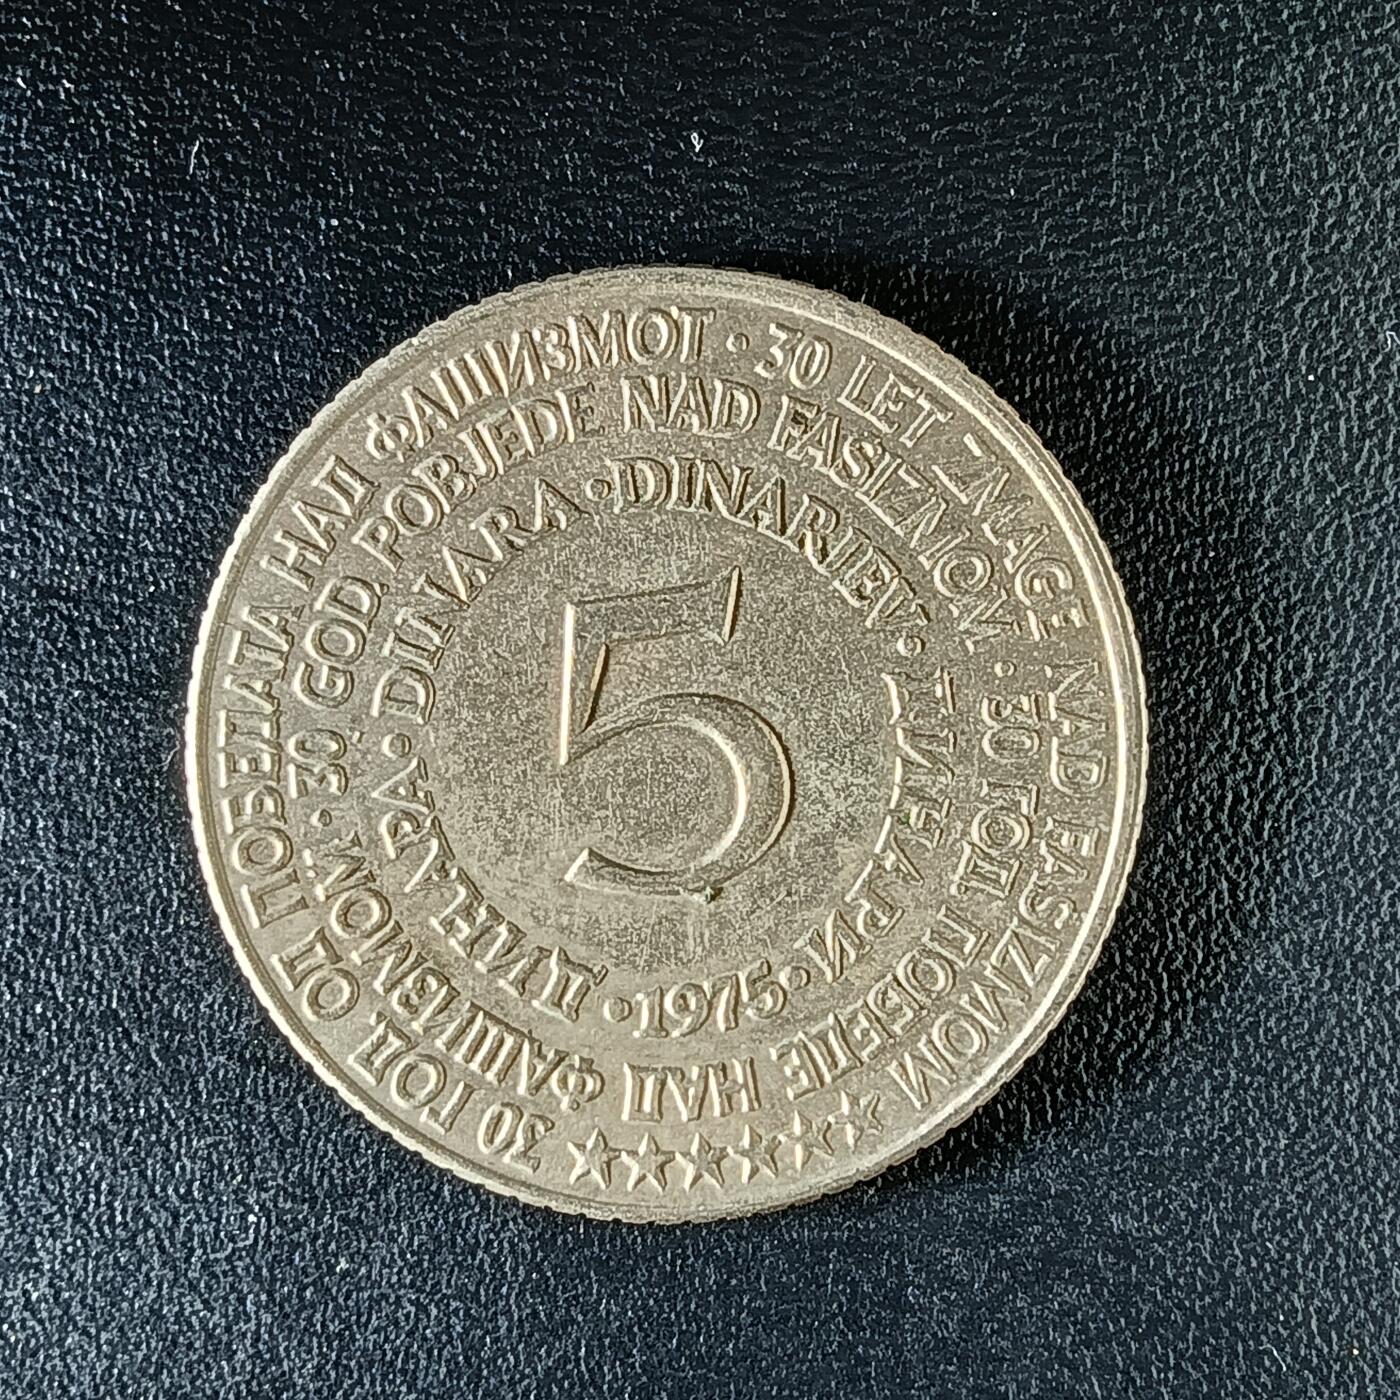 30 ГОД. ОД ПОБЕДАТА НАД ФАШИЗМОТ · 30 LET ZMAGE NAD FAŠIZMOM
30 GOD. POBJEDE NAD FAŠIZMOM · 30 ГОД. ПОБЕДЕ НАД ФАШИЗМОМ ·
ДИНАРА · DINARA · DINARJEV · ДИНАРИ · 1975 ·
5